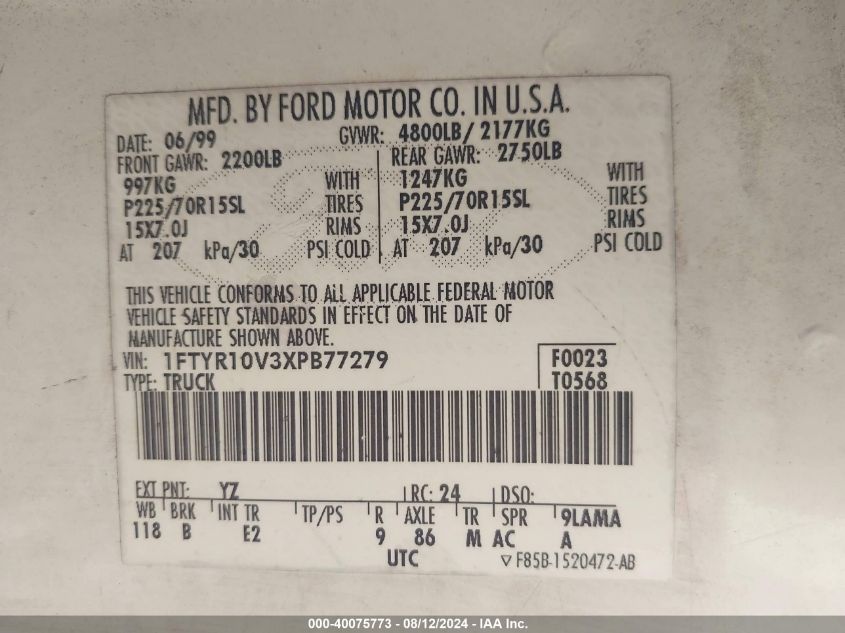 MFD. BY FORD MOTOR CO. IN U.S.A.
DATE: 06/99 GVWR: 4800LB/ 2177KG
FRONT GAWR: 2200LB REAR GAWR: 2750LB
997KG WITH 1247KG WITH
P225/70R15SL TIRES P225/70R15SL TIRES
15X7.0J RIMS 15X7.0J RIMS
AT 207 kPa/30 PSI COLD AT 207 kPa/30 PSI COLD
THIS VEHICLE CONFORMS TO ALL APPLICABLE FEDERAL MOTOR
VEHICLE SAFETY STANDARDS IN EFFECT ON THE DATE OF
MANUFACTURE SHOWN ABOVE.
VIN: 1FTYR10V3XPB77279 F0023
TYPE: TRUCK T0568
EXT PNT: YZ RC: 24 DSO:
WB BRK INT TR TP/PS R AXLE TR SPR 9LAMA
118 B E2 9 86 M AC A
UTC ▽ F85B-1520472-AB
000-40075773 - 08/12/2024 - IAA Inc.